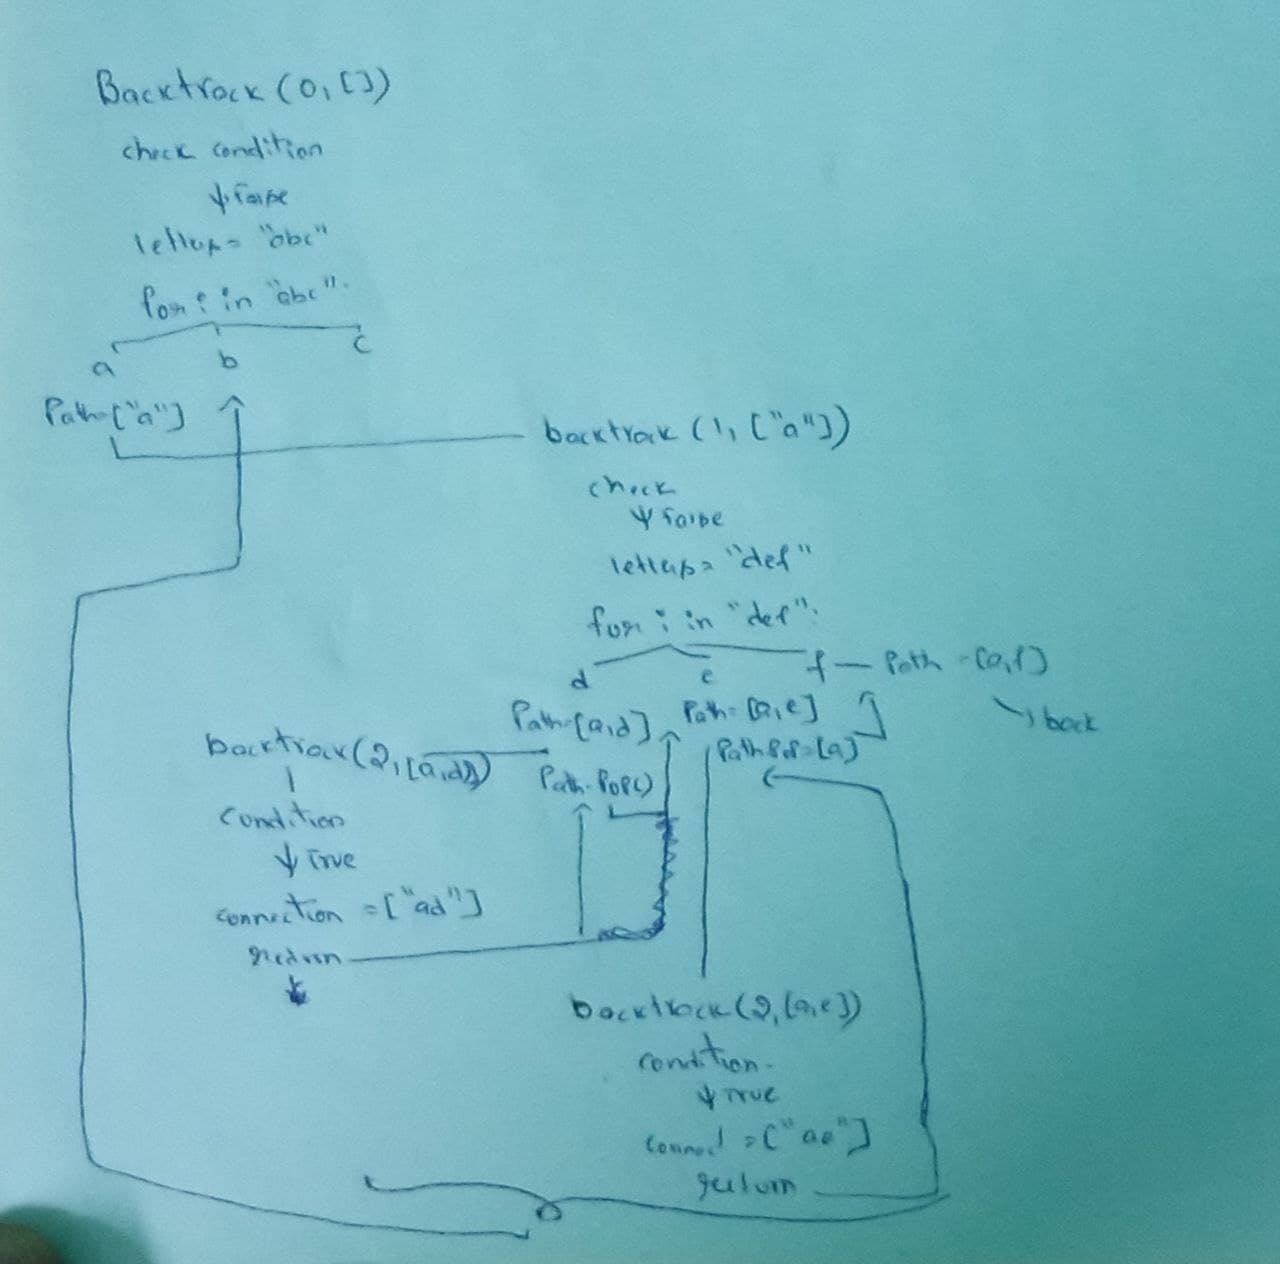 Backtrack (0, [])
check condition
↓ false
letters = "abc"
for i in "abc":
a b c
Path=["a"]
backtrack (1, ["a"])
check
↓ false
letters = "def"
for i in "def":
d e f — Path = [a,f]
Path=[a,d] Path=[a,e] ↘ back
backtrack(2,[a,d]) Path.Pop() Path Pop=[a]
condition
↓ True
connection = ["ad"]
return
backtrack(2,[a,e])
condition
↓ True
connect = ["ae"]
return